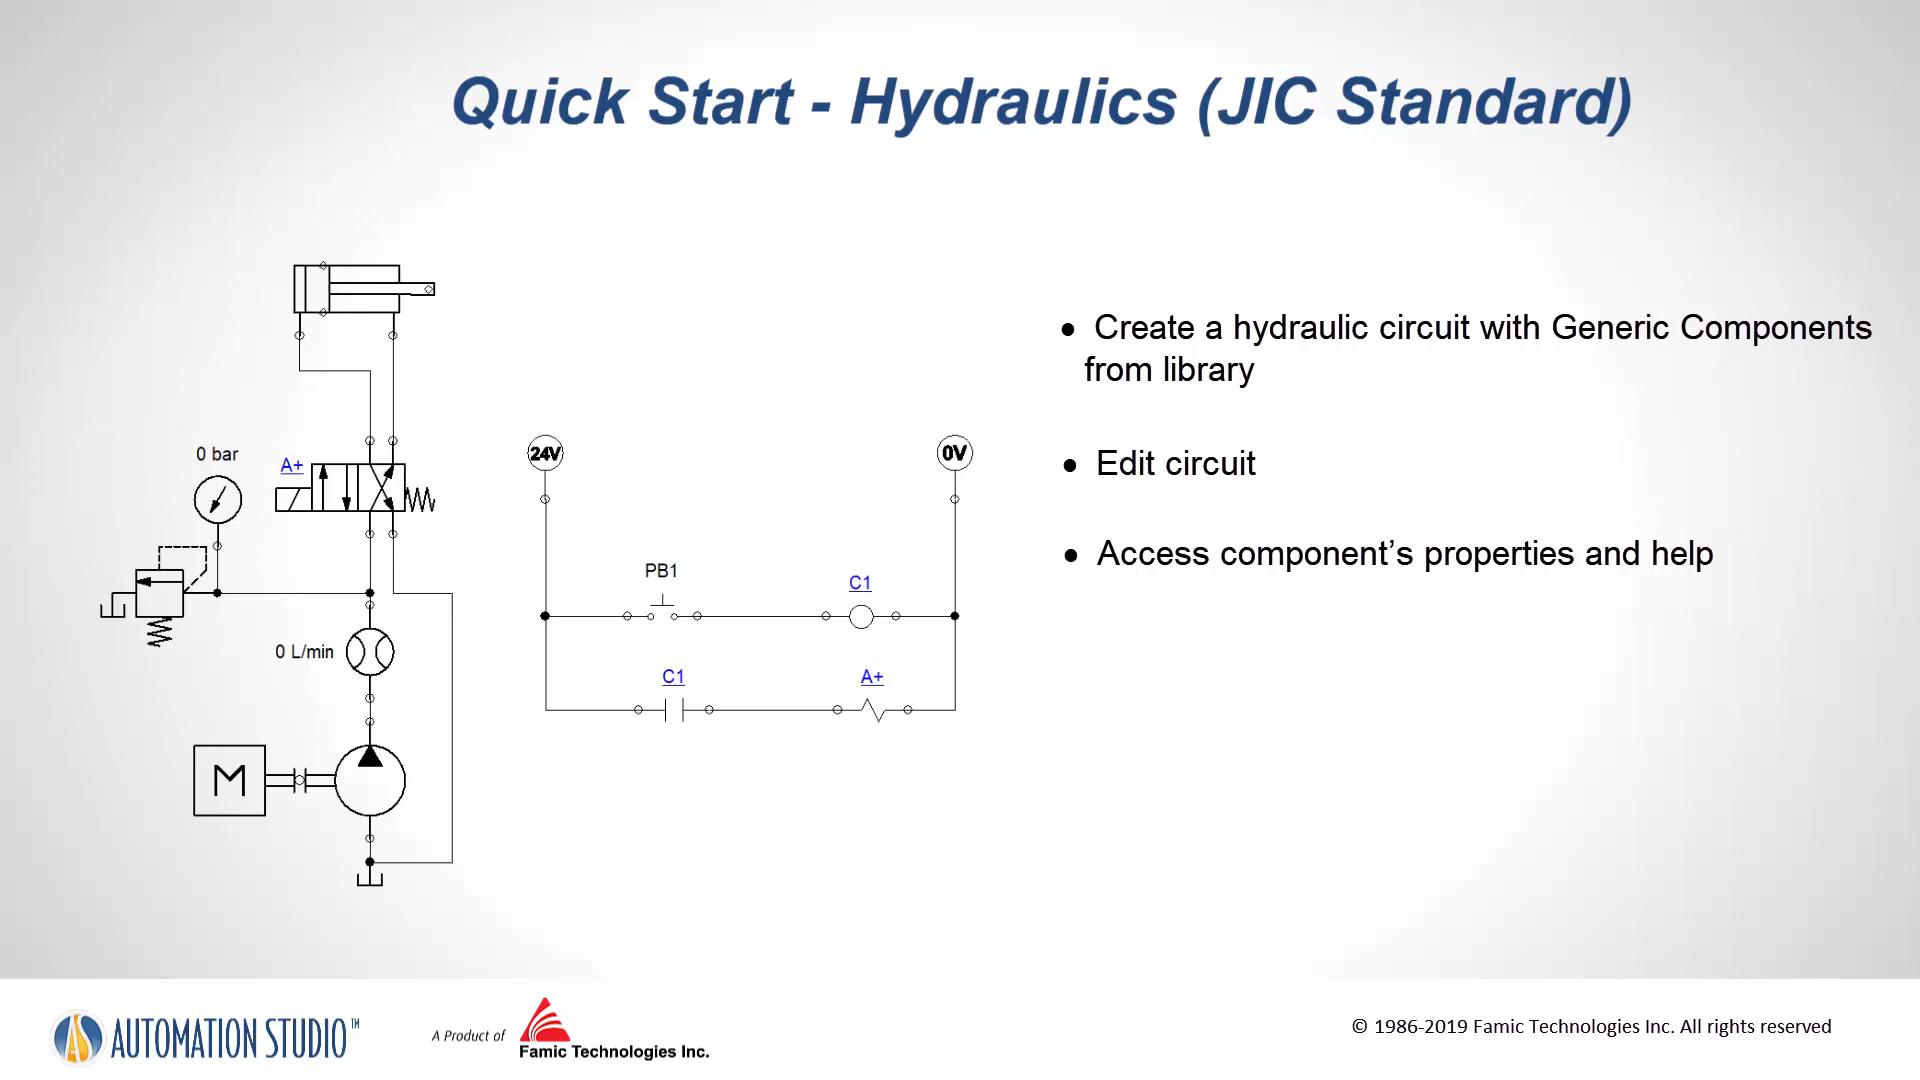 Quick Start - Hydraulics (JIC Standard)
0 bar
A+
0 L/min
M
24V
0V
PB1
C1
C1
A+
• Create a hydraulic circuit with Generic Components
from library
• Edit circuit
• Access component’s properties and help
AS AUTOMATION STUDIO™
A Product of
Famic Technologies Inc.
© 1986-2019 Famic Technologies Inc. All rights reserved